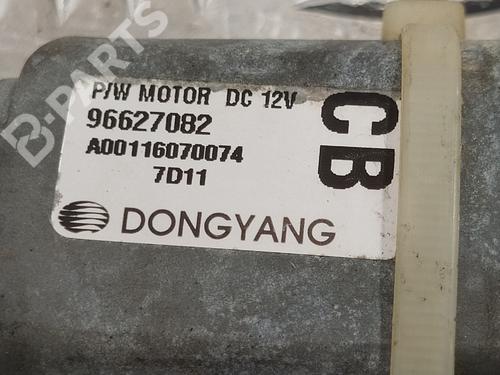 B-PARTS
P/W MOTOR DC 12V
96627082
A00116070074
7D11
CB
DONGYANG